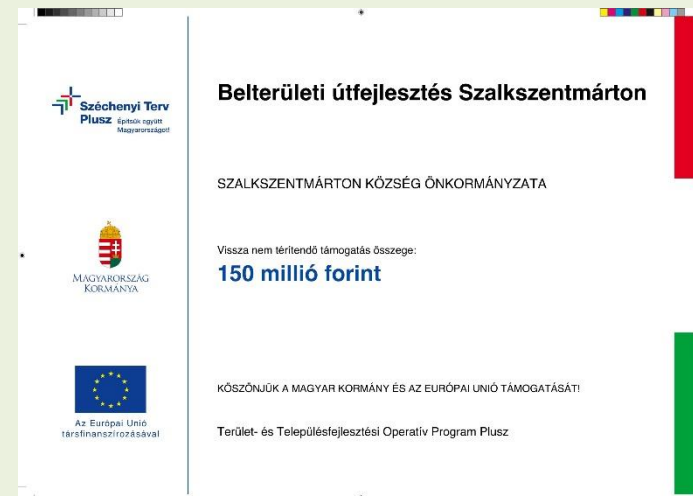 Széchenyi Terv
Plusz Építsük együtt
Magyarországot!
Belterületi útfejlesztés Szalkszentmárton
SZALKSZENTMÁRTON KÖZSÉG ÖNKORMÁNYZATA
MAGYARORSZÁG
KORMÁNYA
Vissza nem térítendő támogatás összege:
150 millió forint
Az Európai Unió
társfinanszírozásával
KÖSZÖNJÜK A MAGYAR KORMÁNY ÉS AZ EURÓPAI UNIÓ TÁMOGATÁSÁT!
Terület- és Településfejlesztési Operatív Program Plusz